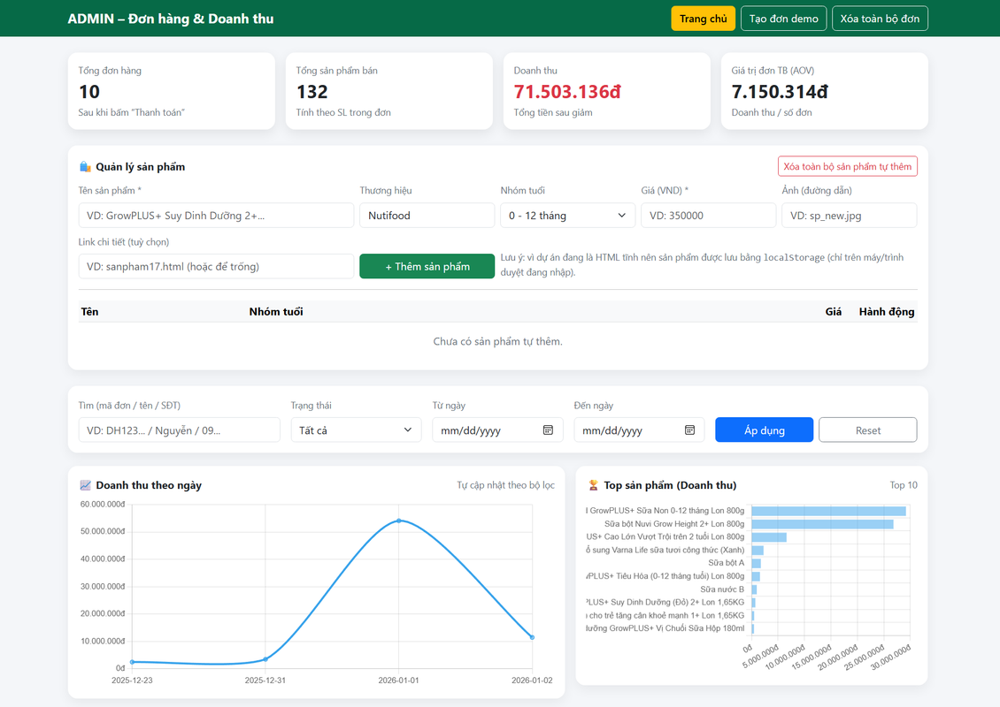 ADMIN – Đơn hàng & Doanh thu
Trang chủ
Tạo đơn demo
Xóa toàn bộ đơn
Tổng đơn hàng
10
Sau khi bấm “Thanh toán”
Tổng sản phẩm bán
132
Tính theo SL trong đơn
Doanh thu
71.503.136đ
Tổng tiền sau giảm
Giá trị đơn TB (AOV)
7.150.314đ
Doanh thu / số đơn
Quản lý sản phẩm
Xóa toàn bộ sản phẩm tự thêm
Tên sản phẩm *
Thương hiệu
Nhóm tuổi
Giá (VND) *
Ảnh (đường dẫn)
VD: GrowPLUS+ Suy Dinh Dưỡng 2+...
Nutifood
0 - 12 tháng
VD: 350000
VD: sp_new.jpg
Link chi tiết (tuỳ chọn)
VD: sanpham17.html (hoặc để trống)
+ Thêm sản phẩm
Lưu ý: vì dự án đang là HTML tĩnh nên sản phẩm được lưu bằng localStorage (chỉ trên máy/trình
duyệt đang nhập).
Tên
Nhóm tuổi
Giá
Hành động
Chưa có sản phẩm tự thêm.
Tìm (mã đơn / tên / SĐT)
Trạng thái
Từ ngày
Đến ngày
VD: DH123... / Nguyễn / 09...
Tất cả
mm/dd/yyyy
mm/dd/yyyy
Áp dụng
Reset
Doanh thu theo ngày
Tự cập nhật theo bộ lọc
60.000.000đ
50.000.000đ
40.000.000đ
30.000.000đ
20.000.000đ
10.000.000đ
0đ
2025-12-23
2025-12-31
2026-01-01
2026-01-02
Top sản phẩm (Doanh thu)
Top 10
GrowPLUS+ Sữa Non 0-12 tháng Lon 800g
Sữa bột Nuvi Grow Height 2+ Lon 800g
US+ Cao Lớn Vượt Trội trên 2 tuổi Lon 800g
ổ sung Varna Life sữa tươi công thức (Xanh)
Sữa bột A
PLUS+ Tiêu Hóa (0-12 tháng tuổi) Lon 800g
Sữa nước B
PLUS+ Suy Dinh Dưỡng (Đỏ) 2+ Lon 1,65KG
i cho trẻ tăng cân khoẻ mạnh 1+ Lon 1,65KG
lưỡng GrowPLUS+ Vị Chuối Sữa Hộp 180ml
0đ
5.000.000đ
10.000.000đ
15.000.000đ
20.000.000đ
25.000.000đ
30.000.000đ